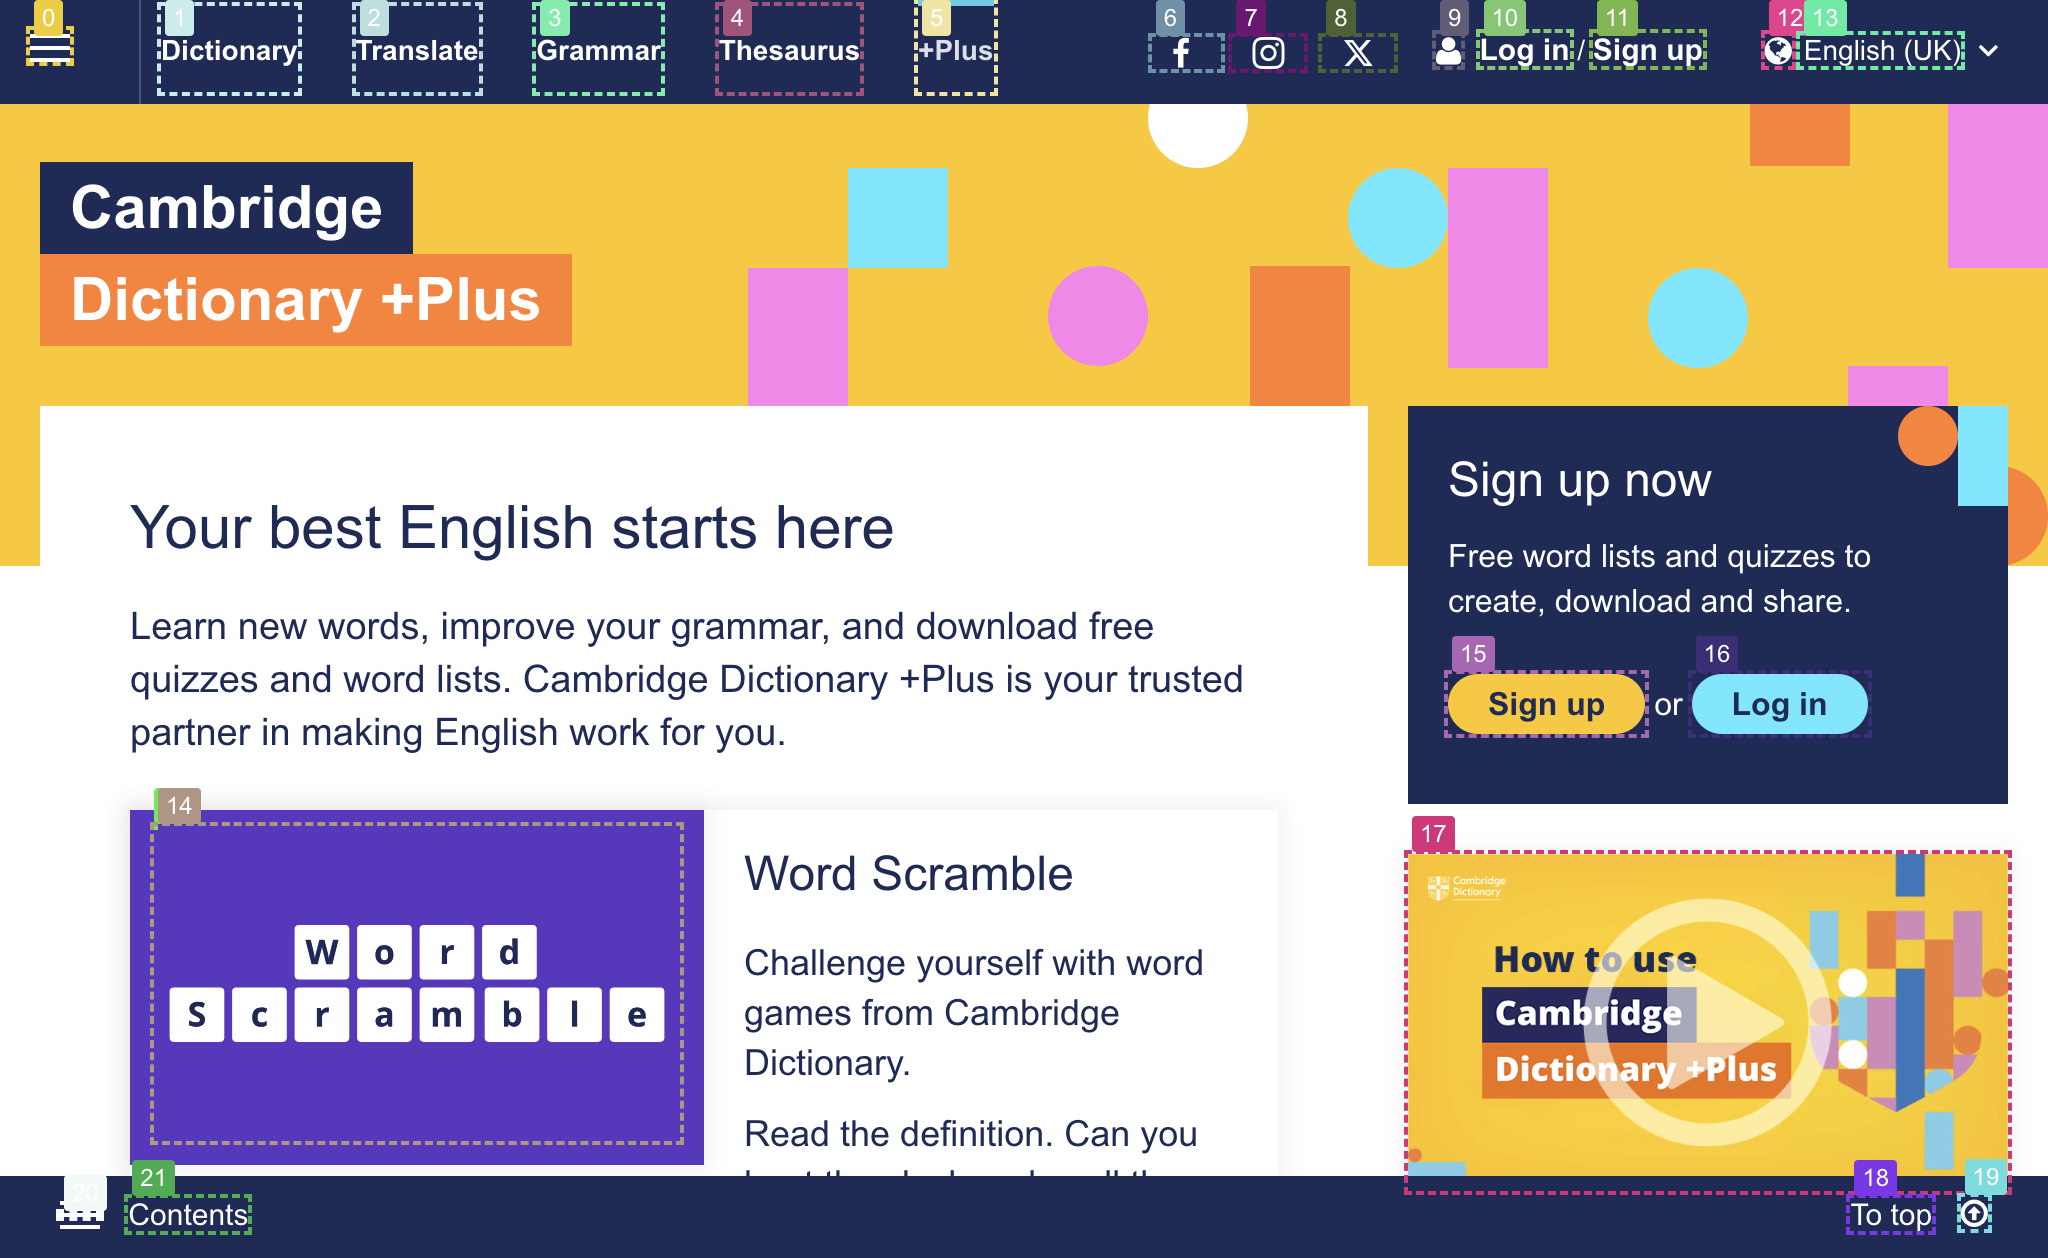 0 1 2 3 4 5 6 7 8 9 10 11 12 13
Dictionary Translate Grammar Thesaurus +Plus Log in / Sign up English (UK)
Cambridge
Dictionary +Plus
Your best English starts here
Learn new words, improve your grammar, and download free
quizzes and word lists. Cambridge Dictionary +Plus is your trusted
partner in making English work for you.
14
W o r d
S c r a m b l e
Word Scramble
Challenge yourself with word
games from Cambridge
Dictionary.
Read the definition. Can you
Sign up now
Free word lists and quizzes to
create, download and share.
15 16
Sign up or Log in
17
Cambridge
Dictionary
How to use
Cambridge
Dictionary +Plus
20 21 18 19
Contents To top